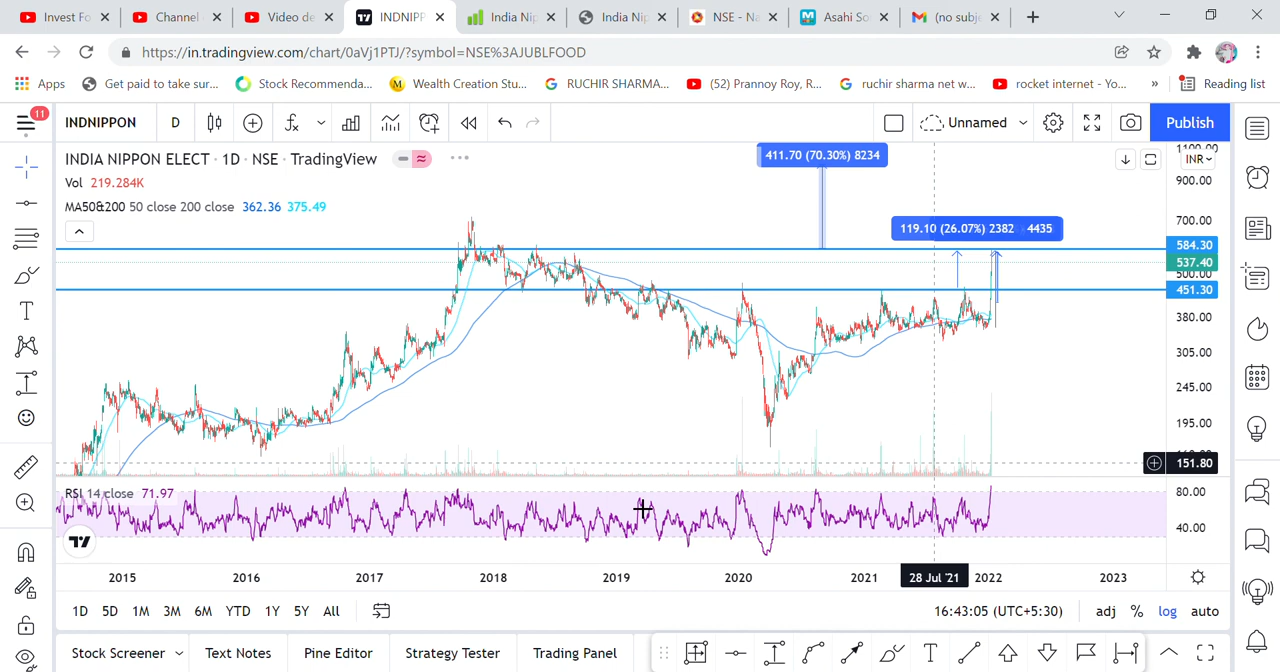 Invest Fo
Channel
Video de
INDNIPP
India Nip
India Nip
NSE - Na
Asahi So
(no subje
https://in.tradingview.com/chart/0aVj1PTJ/?symbol=NSE%3AJUBLFOOD
Apps
Get paid to take sur...
Stock Recommenda...
Wealth Creation Stu...
RUCHIR SHARMA...
(52) Prannoy Roy, R...
ruchir sharma net w...
rocket internet - Yo...
»
Reading list
11
INDNIPPON
D
Unnamed
Publish
INDIA NIPPON ELECT · 1D · NSE · TradingView
411.70 (70.30%) 8234
INR
Vol 219.284K
900.00
MA50&200 50 close 200 close 362.36 375.49
700.00
119.10 (26.07%) 2382
4435
584.30
537.40
500.00
451.30
380.00
305.00
245.00
195.00
151.80
RSI 14 close 71.97
80.00
40.00
2015
2016
2017
2018
2019
2020
2021
28 Jul '21
2022
2023
1D
5D
1M
3M
6M
YTD
1Y
5Y
All
16:43:05 (UTC+5:30)
adj
%
log
auto
Stock Screener
Text Notes
Pine Editor
Strategy Tester
Trading Panel